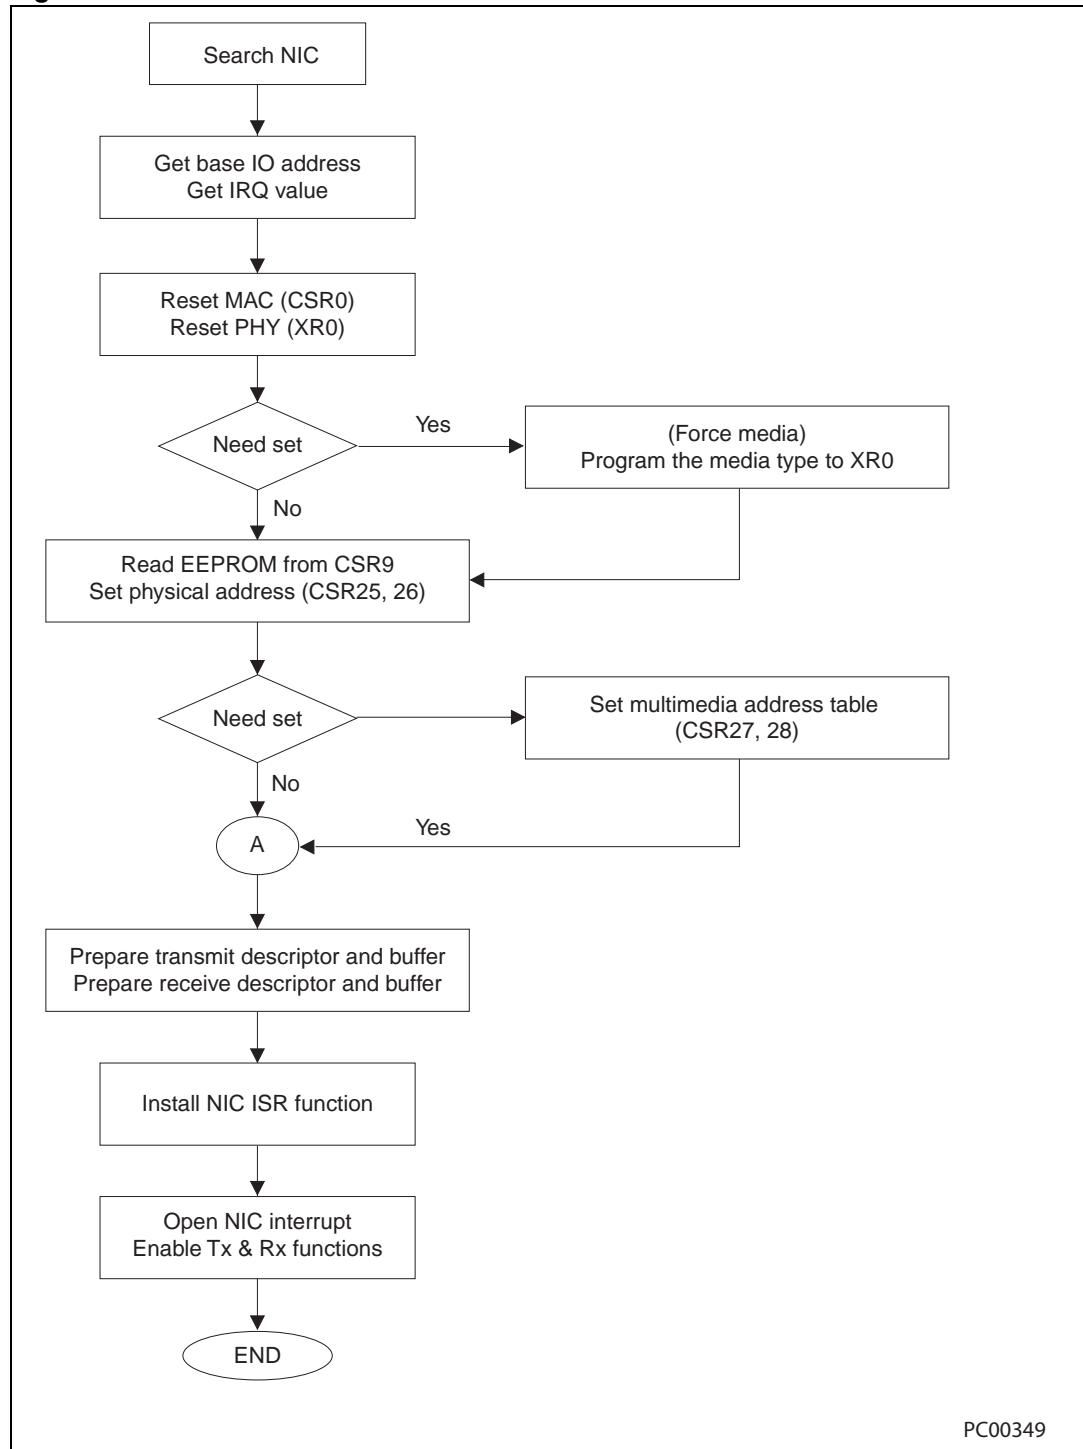 Search NIC
Get base IO address
Get IRQ value
Reset MAC (CSR0)
Reset PHY (XR0)
Need set
Yes
(Force media)
Program the media type to XR0
No
Read EEPROM from CSR9
Set physical address (CSR25, 26)
Need set
Set multimedia address table
(CSR27, 28)
No
Yes
A
Prepare transmit descriptor and buffer
Prepare receive descriptor and buffer
Install NIC ISR function
Open NIC interrupt
Enable Tx & Rx functions
END
PC00349